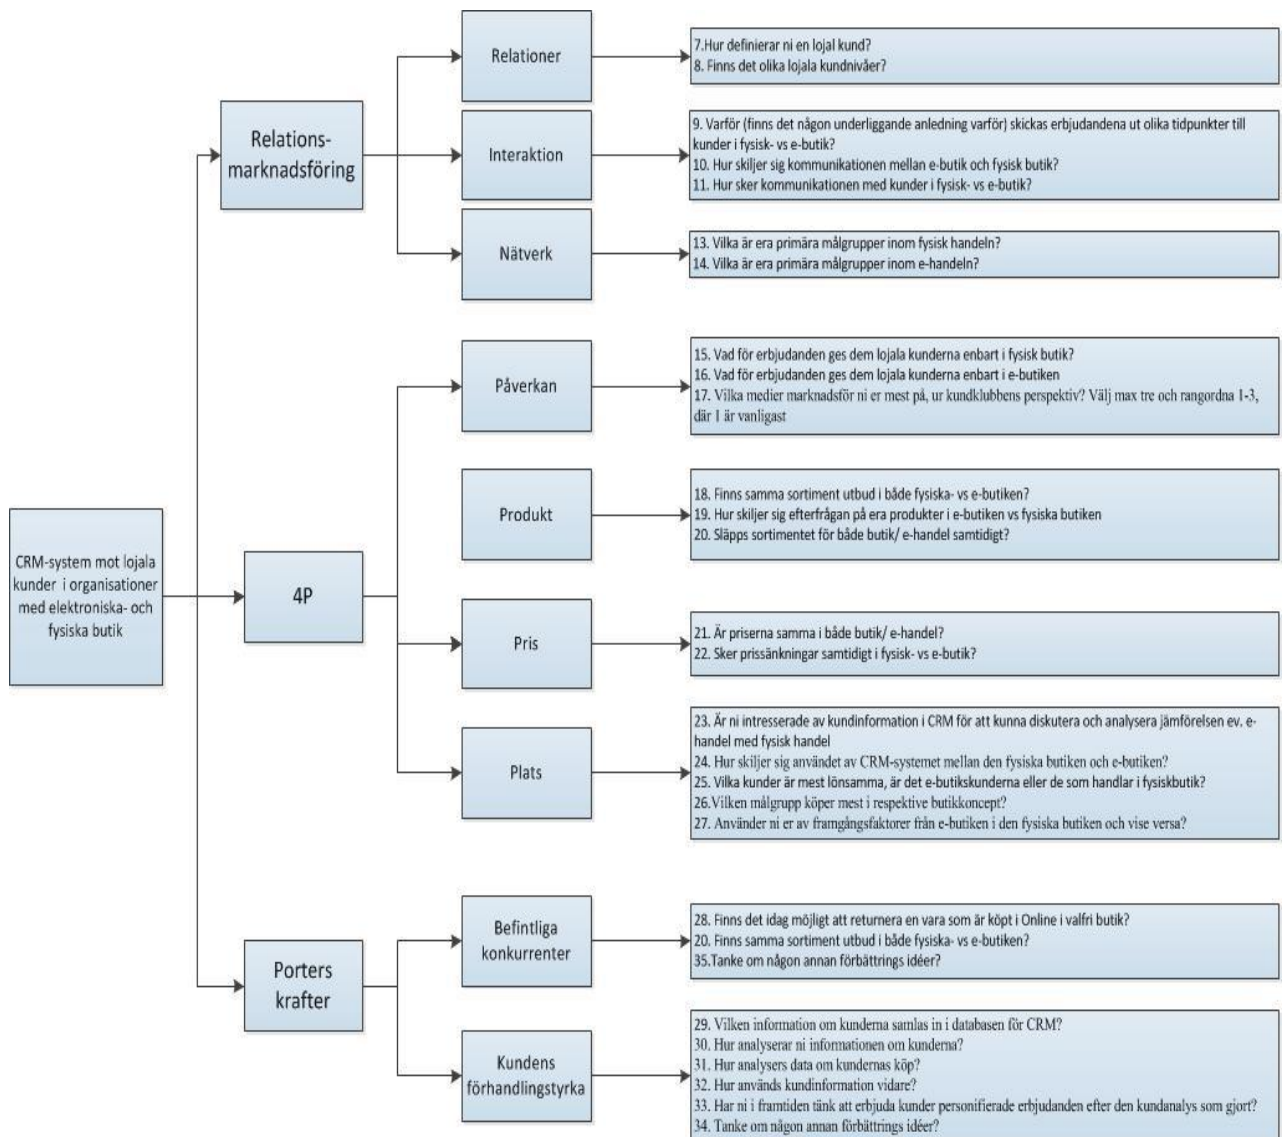 Relationer
7.Hur definierar ni en lojal kund?
8. Finns det olika lojala kundnivåer?
Relations-
marknadsföring
Interaktion
9. Varför (finns det någon underliggande anledning varför) skickas erbjudandena ut olika tidpunkter till
kunder i fysisk- vs e-butik?
10. Hur skiljer sig kommunikationen mellan e-butik och fysisk butik?
11. Hur sker kommunikationen med kunder i fysisk- vs e-butik?
Nätverk
13. Vilka är era primära målgrupper inom fysisk handeln?
14. Vilka är era primära målgrupper inom e-handeln?
Påverkan
15. Vad för erbjudanden ges dem lojala kunderna enbart i fysisk butik?
16. Vad för erbjudanden ges dem lojala kunderna enbart i e-butiken
17. Vilka medier marknadsför ni er mest på, ur kundklubbens perspektiv? Välj max tre och rangordna 1-3,
där 1 är vanligast
Produkt
18. Finns samma sortiment utbud i både fysiska- vs e-butiken?
19. Hur skiljer sig efterfrågan på era produkter i e-butiken vs fysiska butiken
20. Släpps sortimentet för både butik/ e-handel samtidigt?
CRM-system mot lojala
kunder i organisationer
med elektroniska- och
fysiska butik
4P
Pris
21. Är priserna samma i både butik/ e-handel?
22. Sker prissänkningar samtidigt i fysisk- vs e-butik?
Plats
23. Är ni intresserade av kundinformation i CRM för att kunna diskutera och analysera jämförelsen ev. e-
handel med fysisk handel
24. Hur skiljer sig användet av CRM-systemet mellan den fysiska butiken och e-butiken?
25. Vilka kunder är mest lönsamma, är det e-butikskunderna eller de som handlar i fysiskbutik?
26.Vilken målgrupp köper mest i respektive butikkoncept?
27. Använder ni er av framgångsfaktorer från e-butiken i den fysiska butiken och vise versa?
Porters
krafter
Befintliga
konkurrenter
28. Finns det idag möjligt att returnera en vara som är köpt i Online i valfri butik?
20. Finns samma sortiment utbud i både fysiska- vs e-butiken?
35.Tanke om någon annan förbättrings idéer?
Kundens
förhandlingstyrka
29. Vilken information om kunderna samlas in i databasen för CRM?
30. Hur analyserar ni informationen om kunderna?
31. Hur analysers data om kundernas köp?
32. Hur används kundinformation vidare?
33. Har ni i framtiden tänk att erbjuda kunder personifierade erbjudanden efter den kundanalys som gjort?
34. Tanke om någon annan förbättrings idéer?